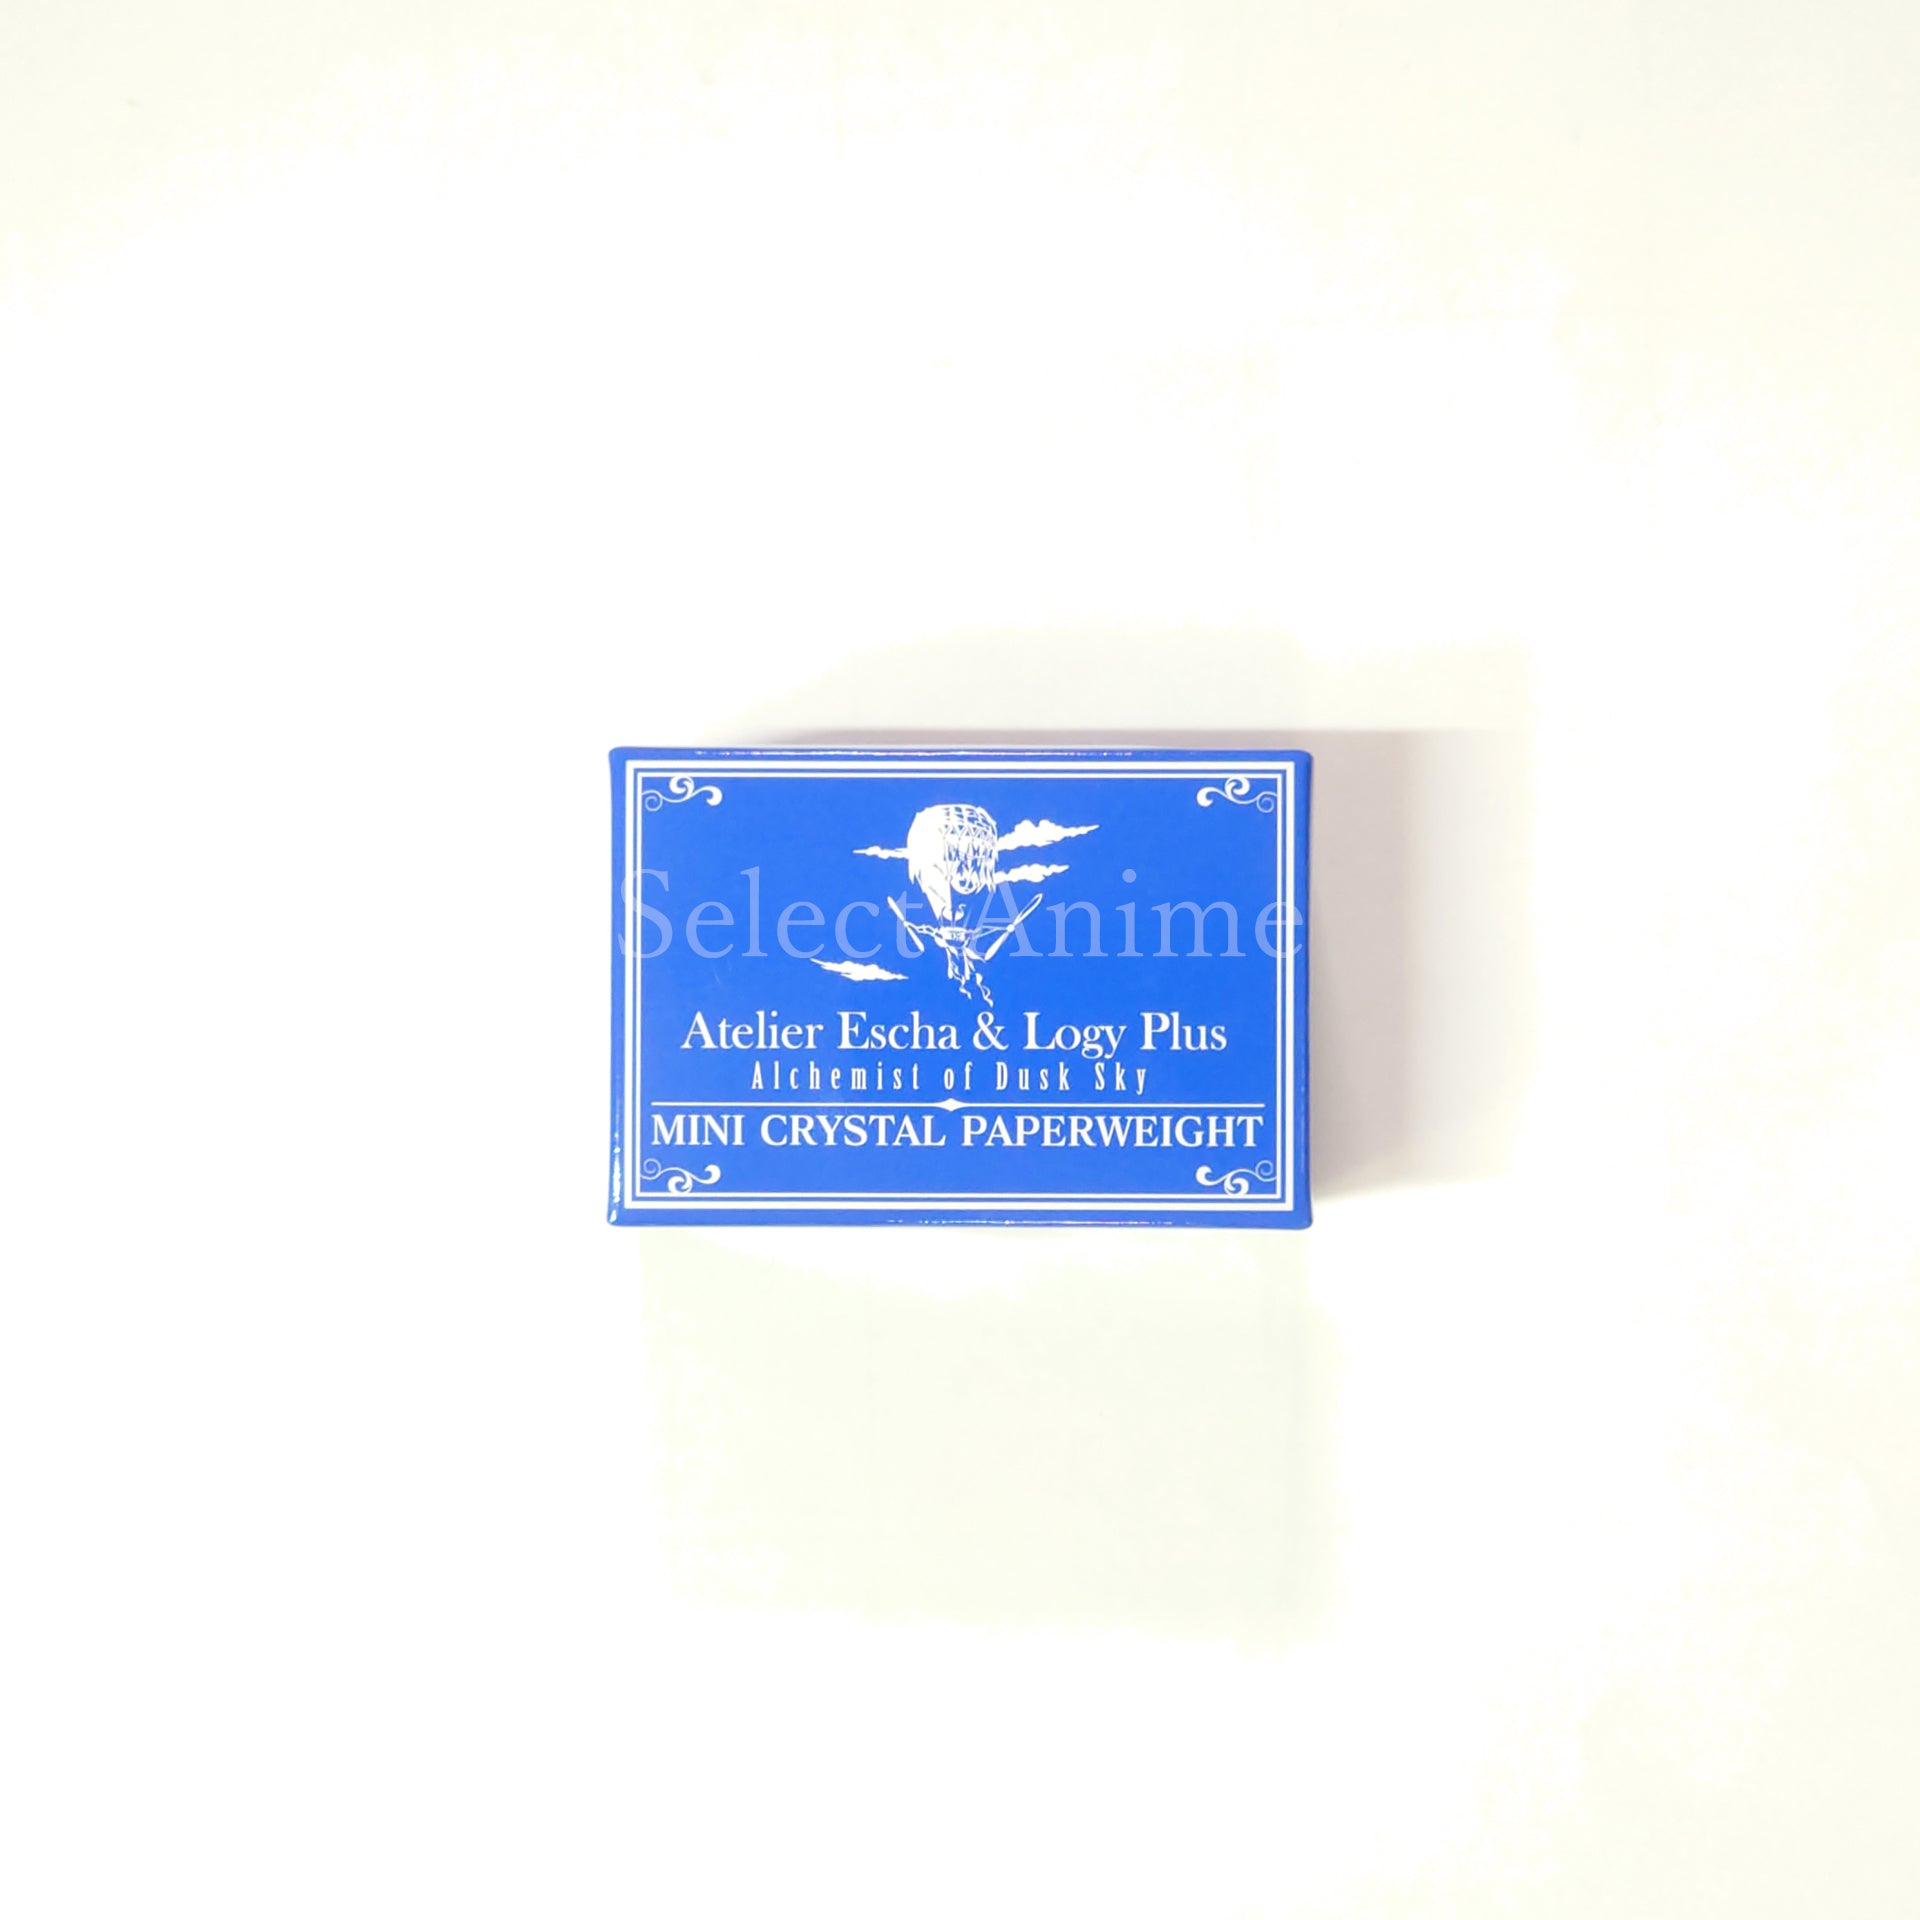 Select Anime
Atelier Escha & Logy Plus
Alchemist of Dusk Sky
MINI CRYSTAL PAPERWEIGHT